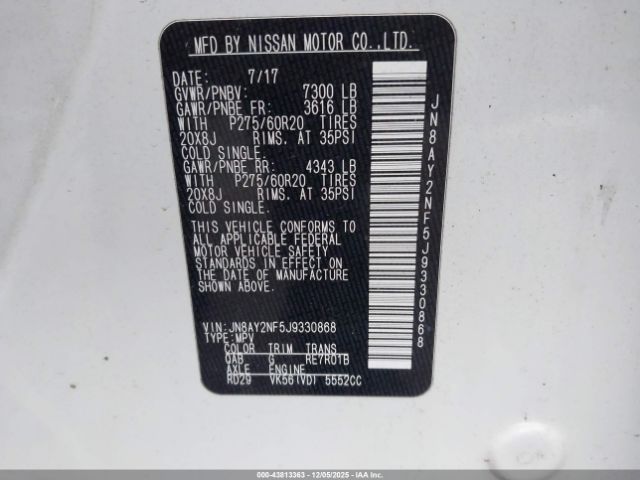 MFD BY NISSAN MOTOR CO.,LTD.
DATE: 7/17
GVWR/PNBV: 7300 LB
GAWR/PNBE FR: 3616 LB
WITH P275/60R20 TIRES
20X8J RIMS. AT 35PSI
COLD SINGLE.
GAWR/PNBE RR: 4343 LB
WITH P275/60R20 TIRES
20X8J RIMS. AT 35PSI
COLD SINGLE.
THIS VEHICLE CONFORMS TO
ALL APPLICABLE FEDERAL
MOTOR VEHICLE SAFETY
STANDARDS IN EFFECT ON
THE DATE OF MANUFACTURE
SHOWN ABOVE.
VIN: JN8AY2NF5J9330868
TYPE: MPV
COLOR TRIM TRANS
QAB G RE7R01B
AXLE ENGINE
RD29 VK56(VD) 5552CC
JN8AY2NF5J9330868
000-43813363 • 12/05/2025 • IAAI.com